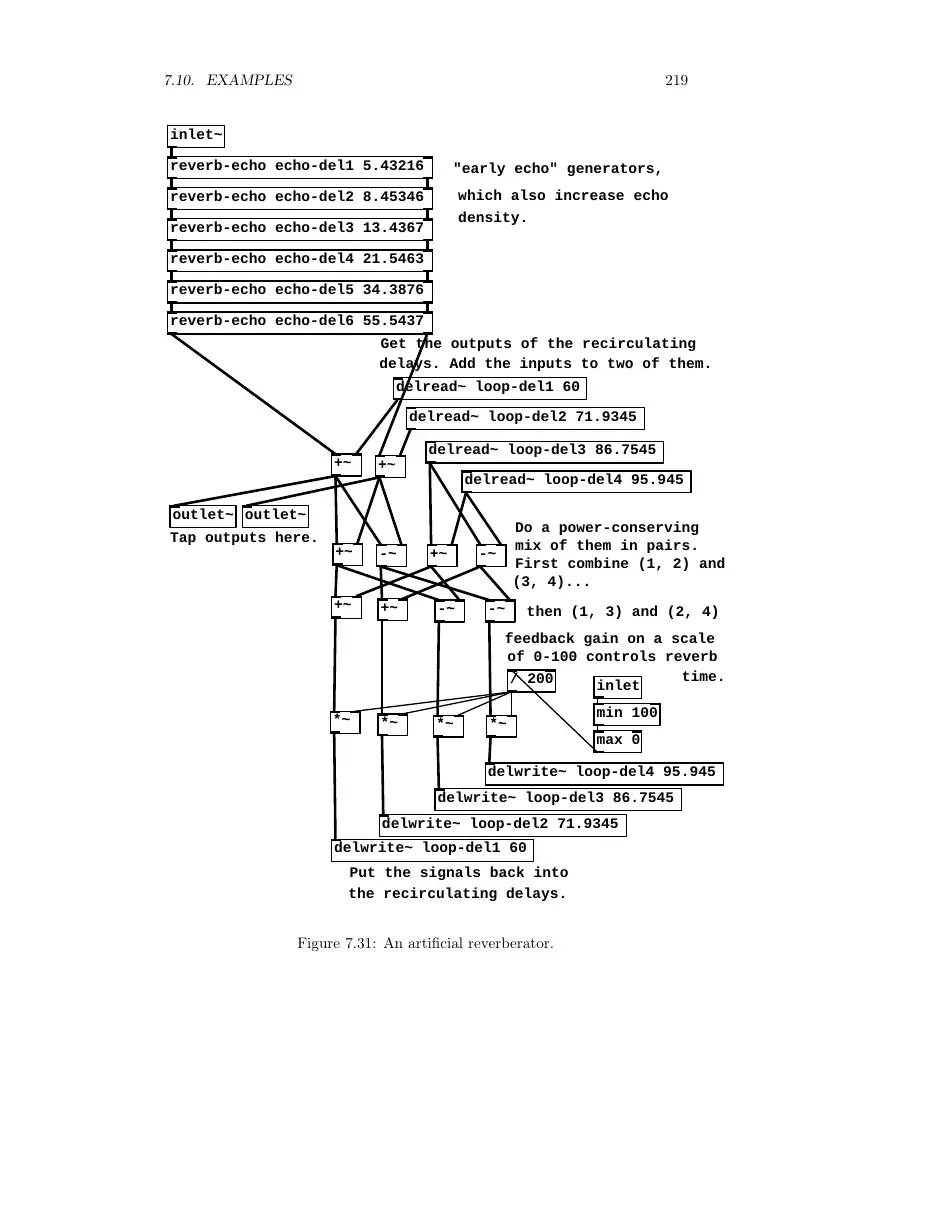 7.10. EXAMPLES 219
inlet~
reverb-echo echo-del1 5.43216
"early echo" generators,
reverb-echo echo-del2 8.45346
which also increase echo
density.
reverb-echo echo-del3 13.4367
reverb-echo echo-del4 21.5463
reverb-echo echo-del5 34.3876
reverb-echo echo-del6 55.5437
Get the outputs of the recirculating
delays. Add the inputs to two of them.
delread~ loop-del1 60
delread~ loop-del2 71.9345
delread~ loop-del3 86.7545
+~ +~
delread~ loop-del4 95.945
outlet~ outlet~
Tap outputs here.
Do a power-conserving
mix of them in pairs.
First combine (1, 2) and
(3, 4)...
+~ -~ +~ -~
+~ +~ -~ -~
then (1, 3) and (2, 4)
feedback gain on a scale
of 0-100 controls reverb
time.
/ 200
inlet
min 100
max 0
*~ *~ *~ *~
delwrite~ loop-del4 95.945
delwrite~ loop-del3 86.7545
delwrite~ loop-del2 71.9345
delwrite~ loop-del1 60
Put the signals back into
the recirculating delays.
Figure 7.31: An artificial reverberator.